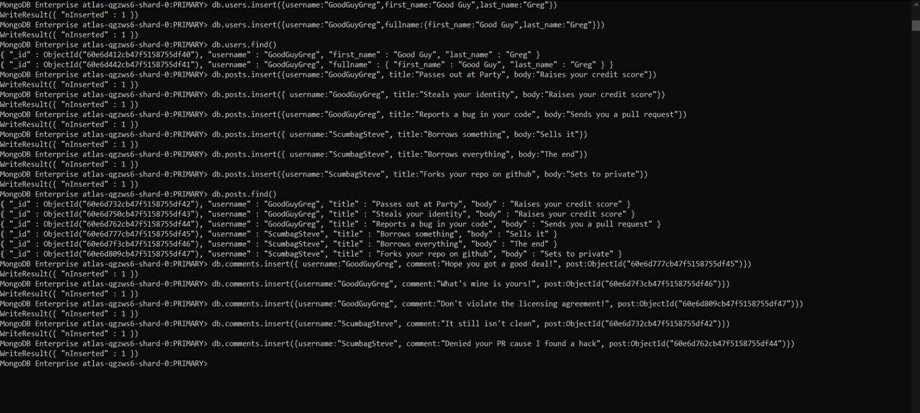 MongoDB Enterprise atlas-qgzws6-shard-0:PRIMARY> db.users.insert({username:"GoodGuyGreg",first_name:"Good Guy",last_name:"Greg"})
WriteResult({ "nInserted" : 1 })
MongoDB Enterprise atlas-qgzws6-shard-0:PRIMARY> db.users.insert({username:"GoodGuyGreg",fullname:{first_name:"Good Guy",last_name:"Greg"}})
WriteResult({ "nInserted" : 1 })
MongoDB Enterprise atlas-qgzws6-shard-0:PRIMARY> db.users.find()
{ "_id" : ObjectId("60e6d412cb47f5158755df40"), "username" : "GoodGuyGreg", "first_name" : "Good Guy", "last_name" : "Greg" }
{ "_id" : ObjectId("60e6d442cb47f5158755df41"), "username" : "GoodGuyGreg", "fullname" : { "first_name" : "Good Guy", "last_name" : "Greg" } }
MongoDB Enterprise atlas-qgzws6-shard-0:PRIMARY> db.posts.insert({username:"GoodGuyGreg", title:"Passes out at Party", body:"Raises your credit score"})
WriteResult({ "nInserted" : 1 })
MongoDB Enterprise atlas-qgzws6-shard-0:PRIMARY> db.posts.insert({ username:"GoodGuyGreg", title:"Steals your identity", body:"Raises your credit score"})
WriteResult({ "nInserted" : 1 })
MongoDB Enterprise atlas-qgzws6-shard-0:PRIMARY> db.posts.insert({username:"GoodGuyGreg", title:"Reports a bug in your code", body:"Sends you a pull request"})
WriteResult({ "nInserted" : 1 })
MongoDB Enterprise atlas-qgzws6-shard-0:PRIMARY> db.posts.insert({ username:"ScumbagSteve", title:"Borrows something", body:"Sells it"})
WriteResult({ "nInserted" : 1 })
MongoDB Enterprise atlas-qgzws6-shard-0:PRIMARY> db.posts.insert({ username:"ScumbagSteve", title:"Borrows everything", body:"The end"})
WriteResult({ "nInserted" : 1 })
MongoDB Enterprise atlas-qgzws6-shard-0:PRIMARY> db.posts.insert({username:"ScumbagSteve", title:"Forks your repo on github", body:"Sets to private"})
WriteResult({ "nInserted" : 1 })
MongoDB Enterprise atlas-qgzws6-shard-0:PRIMARY> db.posts.find()
{ "_id" : ObjectId("60e6d732cb47f5158755df42"), "username" : "GoodGuyGreg", "title" : "Passes out at Party", "body" : "Raises your credit score" }
{ "_id" : ObjectId("60e6d750cb47f5158755df43"), "username" : "GoodGuyGreg", "title" : "Steals your identity", "body" : "Raises your credit score" }
{ "_id" : ObjectId("60e6d762cb47f5158755df44"), "username" : "GoodGuyGreg", "title" : "Reports a bug in your code", "body" : "Sends you a pull request" }
{ "_id" : ObjectId("60e6d777cb47f5158755df45"), "username" : "ScumbagSteve", "title" : "Borrows something", "body" : "Sells it" }
{ "_id" : ObjectId("60e6d7f3cb47f5158755df46"), "username" : "ScumbagSteve", "title" : "Borrows everything", "body" : "The end" }
{ "_id" : ObjectId("60e6d809cb47f5158755df47"), "username" : "ScumbagSteve", "title" : "Forks your repo on github", "body" : "Sets to private" }
MongoDB Enterprise atlas-qgzws6-shard-0:PRIMARY> db.comments.insert({ username:"GoodGuyGreg", comment:"Hope you got a good deal!", post:ObjectId("60e6d777cb47f5158755df45")})
WriteResult({ "nInserted" : 1 })
MongoDB Enterprise atlas-qgzws6-shard-0:PRIMARY> db.comments.insert({username:"GoodGuyGreg", comment:"What's mine is yours!", post:ObjectId("60e6d7f3cb47f5158755df46")})
WriteResult({ "nInserted" : 1 })
MongoDB Enterprise atlas-qgzws6-shard-0:PRIMARY> db.comments.insert({username:"GoodGuyGreg", comment:"Don't violate the licensing agreement!", post:ObjectId("60e6d809cb47f5158755df47")})
WriteResult({ "nInserted" : 1 })
MongoDB Enterprise atlas-qgzws6-shard-0:PRIMARY> db.comments.insert({username:"ScumbagSteve", comment:"It still isn't clean", post:ObjectId("60e6d732cb47f5158755df42")})
WriteResult({ "nInserted" : 1 })
MongoDB Enterprise atlas-qgzws6-shard-0:PRIMARY> db.comments.insert({username:"ScumbagSteve", comment:"Denied your PR cause I found a hack", post:ObjectId("60e6d762cb47f5158755df44")})
WriteResult({ "nInserted" : 1 })
MongoDB Enterprise atlas-qgzws6-shard-0:PRIMARY>